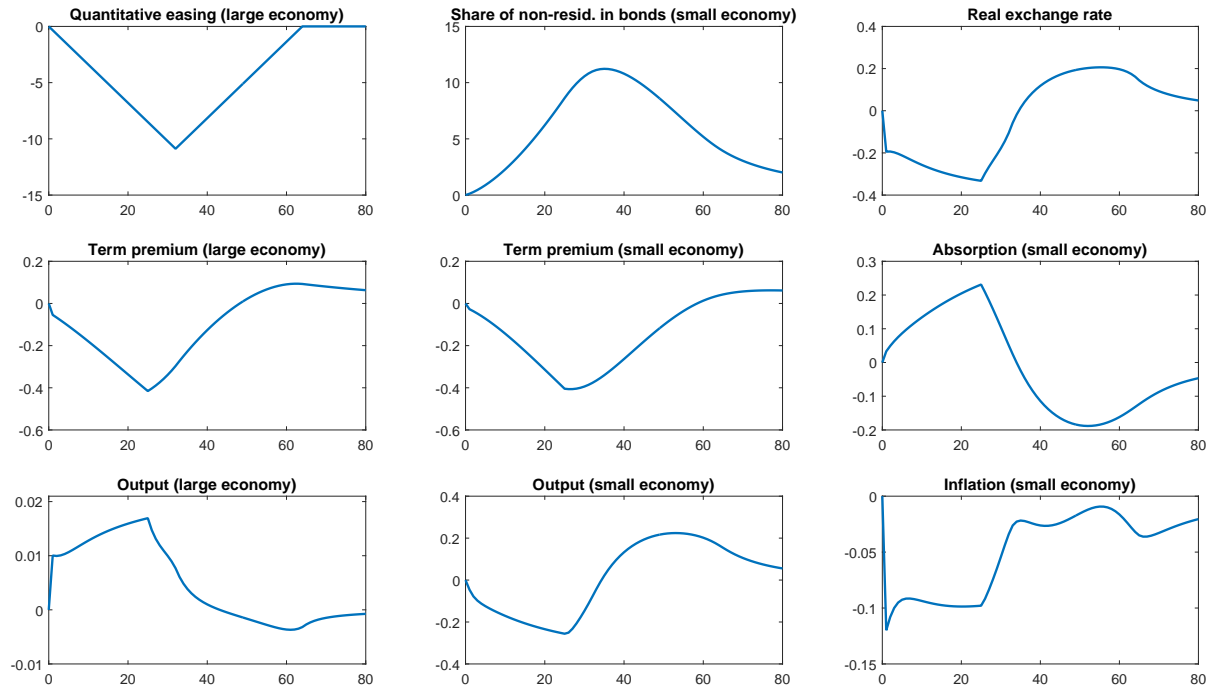 Quantitative easing (large economy)
0
-5
-10
-15
0 20 40 60 80
Share of non-resid. in bonds (small economy)
15
10
5
0
0 20 40 60 80
Real exchange rate
0.4
0.2
0
-0.2
-0.4
0 20 40 60 80
Term premium (large economy)
0.2
0
-0.2
-0.4
-0.6
0 20 40 60 80
Term premium (small economy)
0.2
0
-0.2
-0.4
-0.6
0 20 40 60 80
Absorption (small economy)
0.3
0.2
0.1
0
-0.1
-0.2
0 20 40 60 80
Output (large economy)
0.02
0.01
0
-0.01
0 20 40 60 80
Output (small economy)
0.4
0.2
0
-0.2
-0.4
0 20 40 60 80
Inflation (small economy)
0
-0.05
-0.1
-0.15
0 20 40 60 80